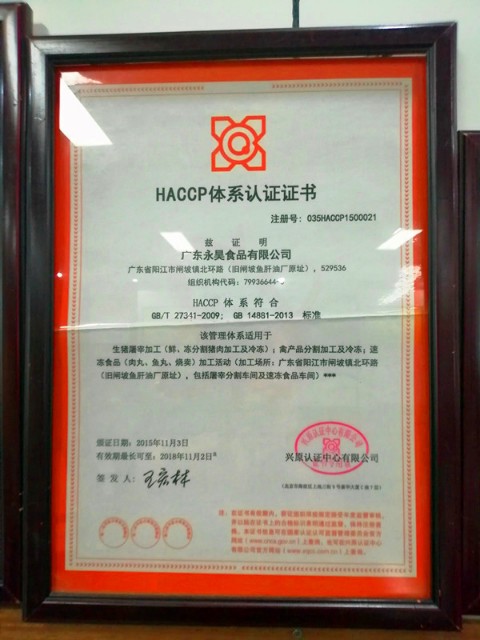 HACCP体系认证证书
注册号：035HACCP1500021
兹 证 明
广东永昊食品有限公司
广东省阳江市闸坡镇北环路（旧闸坡鱼肝油厂原址），529536
组织机构代码：79936644-
HACCP 体 系 符 合
GB/T 27341-2009；GB 14881-2013 标准
该管理体系适用于
生猪屠宰加工（鲜、冻分割猪肉加工及冷冻）；禽产品分割加工及冷冻；速
冻食品（肉丸、鱼丸、烧卖）加工活动（加工场所：广东省阳江市闸坡镇北环路
（旧闸坡鱼肝油厂原址），包括屠宰分割车间及速冻食品车间）***
颁证日期：2015年11月3日
有效期最长可至：2018年11月2日
签 发 人：王宏林
兴原认证中心有限公司